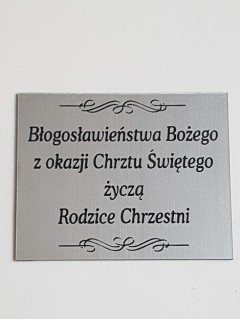 Błogosławieństwa Bożego
z okazji Chrztu Świętego
życzą
Rodzice Chrzestni